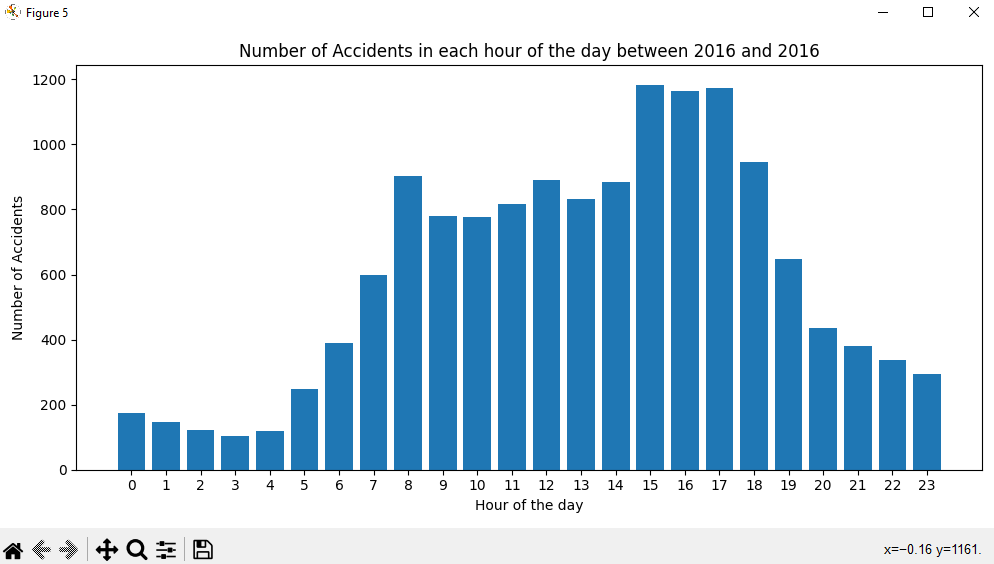 Figure 5
Number of Accidents in each hour of the day between 2016 and 2016
1200
1000
800
600
400
200
0
Number of Accidents
0 1 2 3 4 5 6 7 8 9 10 11 12 13 14 15 16 17 18 19 20 21 22 23
Hour of the day
x=−0.16 y=1161.